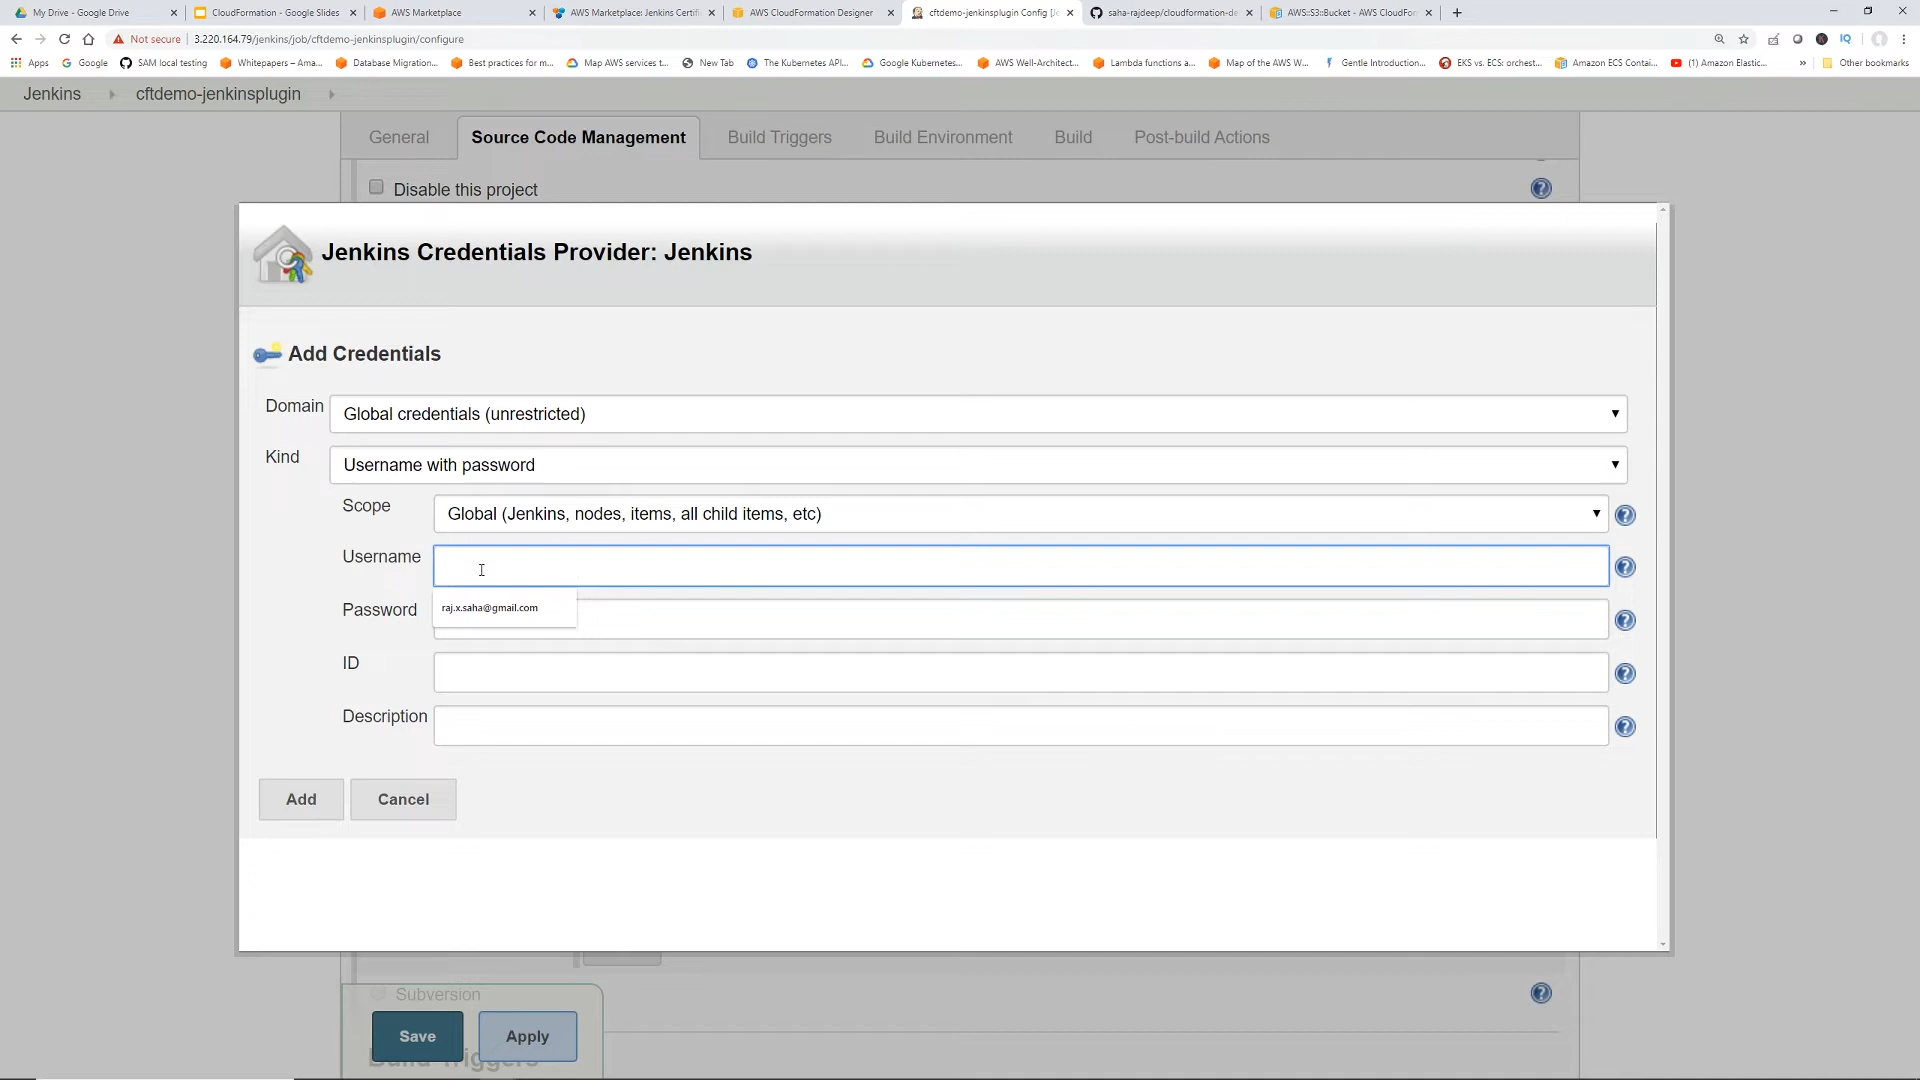 My Drive - Google Drive
CloudFormation - Google Slides
AWS Marketplace
AWS Marketplace: Jenkins Certifi
AWS CloudFormation Designer
cftdemo-jenkinsplugin Config [Je
saha-rajdeep/cloudformation-de
AWS::S3::Bucket - AWS CloudFor
Not secure
3.220.164.79/jenkins/job/cftdemo-jenkinsplugin/configure
Apps
Google
SAM local testing
Whitepapers – Ama...
Database Migration...
Best practices for m...
Map AWS services t...
New Tab
The Kubernetes API...
Google Kubernetes...
AWS Well-Architect...
Lambda functions a...
Map of the AWS W...
Gentle Introduction...
EKS vs. ECS: orchest...
Amazon ECS Contai...
(1) Amazon Elastic...
»
Other bookmarks
Jenkins
cftdemo-jenkinsplugin
General
Source Code Management
Build Triggers
Build Environment
Build
Post-build Actions
Disable this project
Jenkins Credentials Provider: Jenkins
Add Credentials
Domain
Global credentials (unrestricted)
Kind
Username with password
Scope
Global (Jenkins, nodes, items, all child items, etc)
Username
Password
raj.x.saha@gmail.com
ID
Description
Add
Cancel
Subversion
Save
Apply
Build Triggers